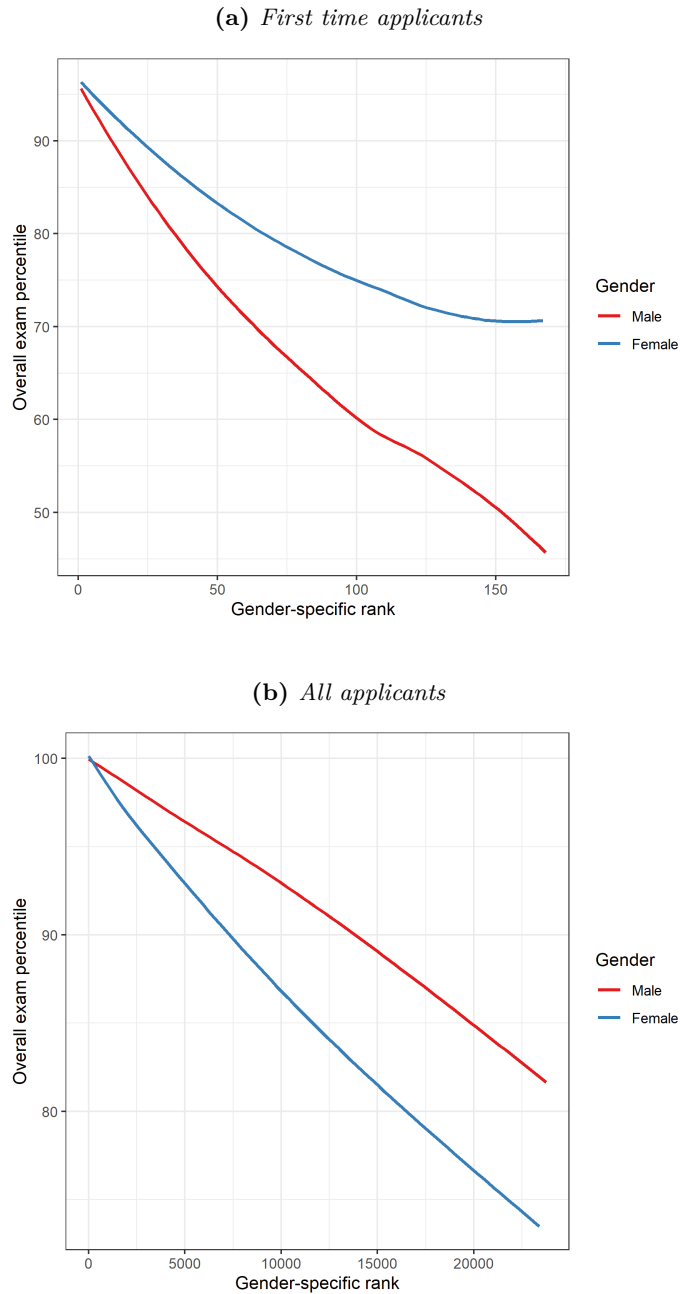 (a) First time applicants
Overall exam percentile
90
80
70
60
50
0 50 100 150
Gender-specific rank
Gender
Male
Female
(b) All applicants
Overall exam percentile
100
90
80
0 5000 10000 15000 20000
Gender-specific rank
Gender
Male
Female